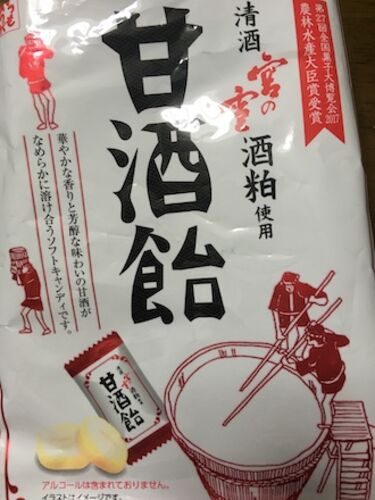 第27回全国菓子大博覧会2017
農林水産大臣賞受賞
清酒
宮の雪
酒粕使用
甘酒飴
華やかな香りと芳醇な味わいの甘酒が
なめらかに溶け合うソフトキャンディです。
甘酒飴
アルコールは含まれておりません。
イラストはイメージです。